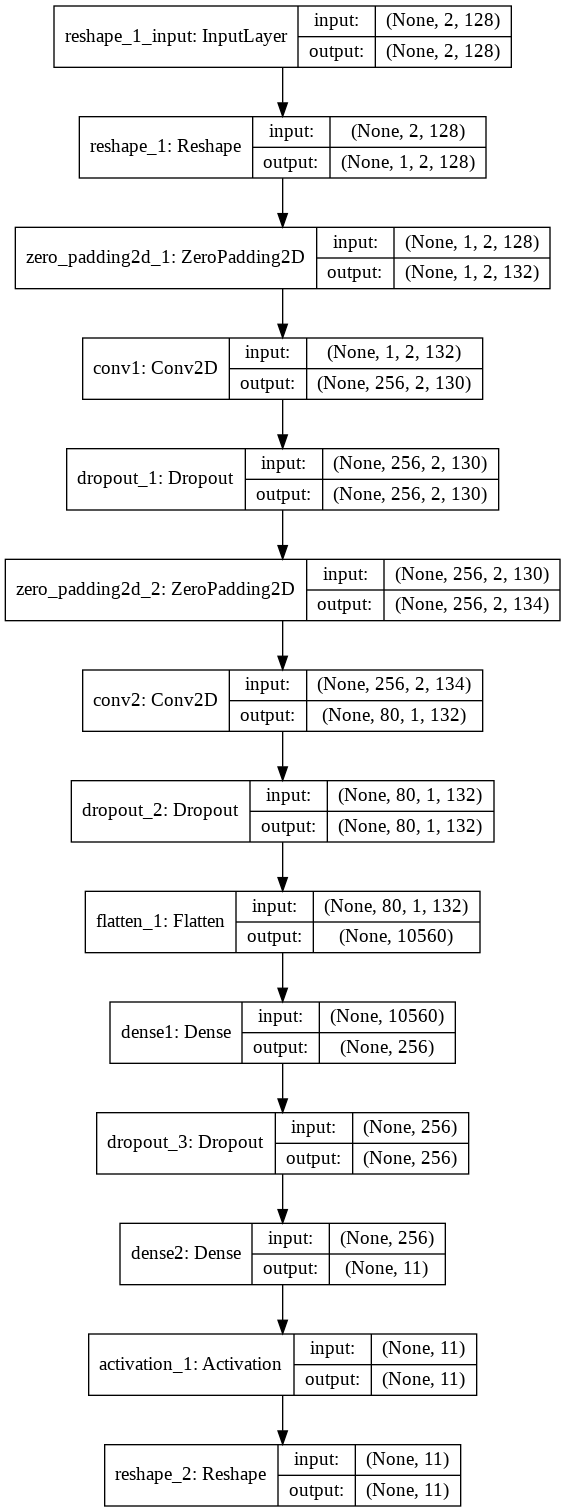 reshape_1_input: InputLayer
input: (None, 2, 128)
output: (None, 2, 128)
reshape_1: Reshape
input: (None, 2, 128)
output: (None, 1, 2, 128)
zero_padding2d_1: ZeroPadding2D
input: (None, 1, 2, 128)
output: (None, 1, 2, 132)
conv1: Conv2D
input: (None, 1, 2, 132)
output: (None, 256, 2, 130)
dropout_1: Dropout
input: (None, 256, 2, 130)
output: (None, 256, 2, 130)
zero_padding2d_2: ZeroPadding2D
input: (None, 256, 2, 130)
output: (None, 256, 2, 134)
conv2: Conv2D
input: (None, 256, 2, 134)
output: (None, 80, 1, 132)
dropout_2: Dropout
input: (None, 80, 1, 132)
output: (None, 80, 1, 132)
flatten_1: Flatten
input: (None, 80, 1, 132)
output: (None, 10560)
dense1: Dense
input: (None, 10560)
output: (None, 256)
dropout_3: Dropout
input: (None, 256)
output: (None, 256)
dense2: Dense
input: (None, 256)
output: (None, 11)
activation_1: Activation
input: (None, 11)
output: (None, 11)
reshape_2: Reshape
input: (None, 11)
output: (None, 11)